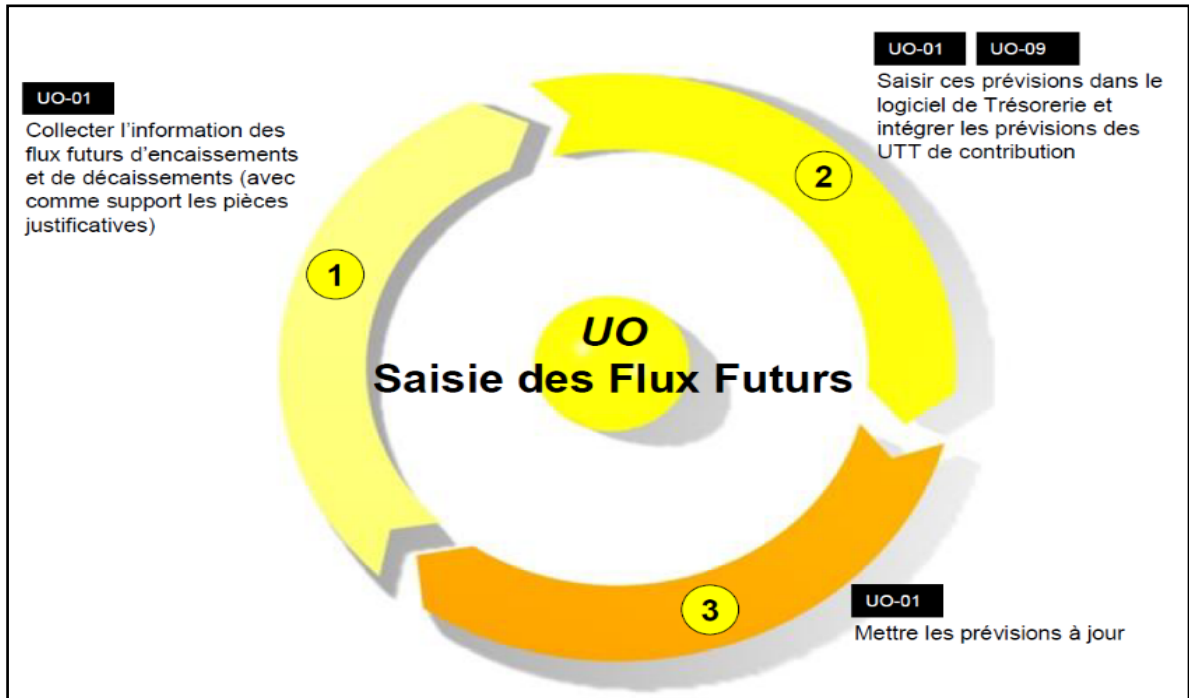 UO-01
Collecter l'information des
flux futurs d'encaissements
et de décaissements (avec
comme support les pièces
justificatives)
1
UO-01 UO-09
Saisir ces prévisions dans le
logiciel de Trésorerie et
intégrer les prévisions des
UTT de contribution
2
UO
Saisie des Flux Futurs
3
UO-01
Mettre les prévisions à jour